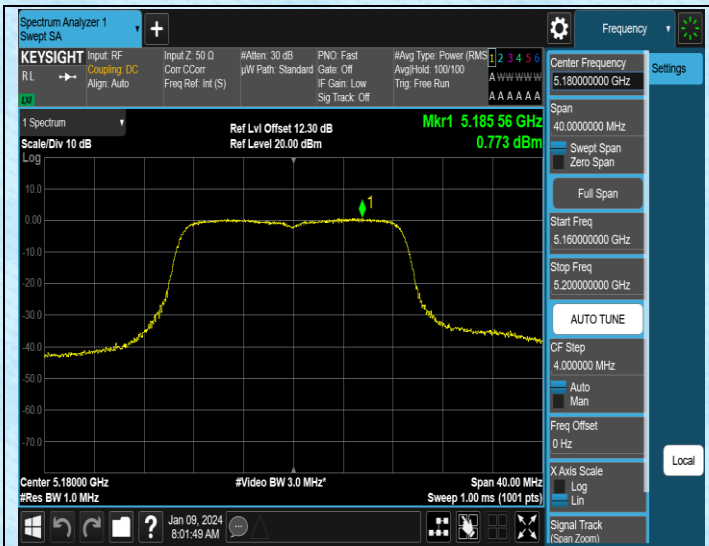 Spectrum Analyzer 1
Swept SA
Frequency
KEYSIGHT
RL
LXI
Input: RF
Coupling: DC
Align: Auto
Input Z: 50 Ω
Corr CCorr
Freq Ref: Int (S)
#Atten: 30 dB
µW Path: Standard
PNO: Fast
Gate: Off
IF Gain: Low
Sig Track: Off
#Avg Type: Power (RMS
Avg|Hold: 100/100
Trig: Free Run
1 2 3 4 5 6
A W W W W W
A A A A A A
Center Frequency
5.180000000 GHz
Settings
Span
40.0000000 MHz
Swept Span
Zero Span
Full Span
Start Freq
5.160000000 GHz
Stop Freq
5.200000000 GHz
AUTO TUNE
CF Step
4.000000 MHz
Auto
Man
Freq Offset
0 Hz
X Axis Scale
Log
Lin
Signal Track
(Span Zoom)
Local
1 Spectrum
Scale/Div 10 dB
Log
Ref Lvl Offset 12.30 dB
Ref Level 20.00 dBm
Mkr1 5.185 56 GHz
0.773 dBm
1
10.0
0.00
-10.0
-20.0
-30.0
-40.0
-50.0
-60.0
-70.0
Center 5.18000 GHz
#Res BW 1.0 MHz
#Video BW 3.0 MHz*
Span 40.00 MHz
Sweep 1.00 ms (1001 pts)
Jan 09, 2024
8:01:49 AM